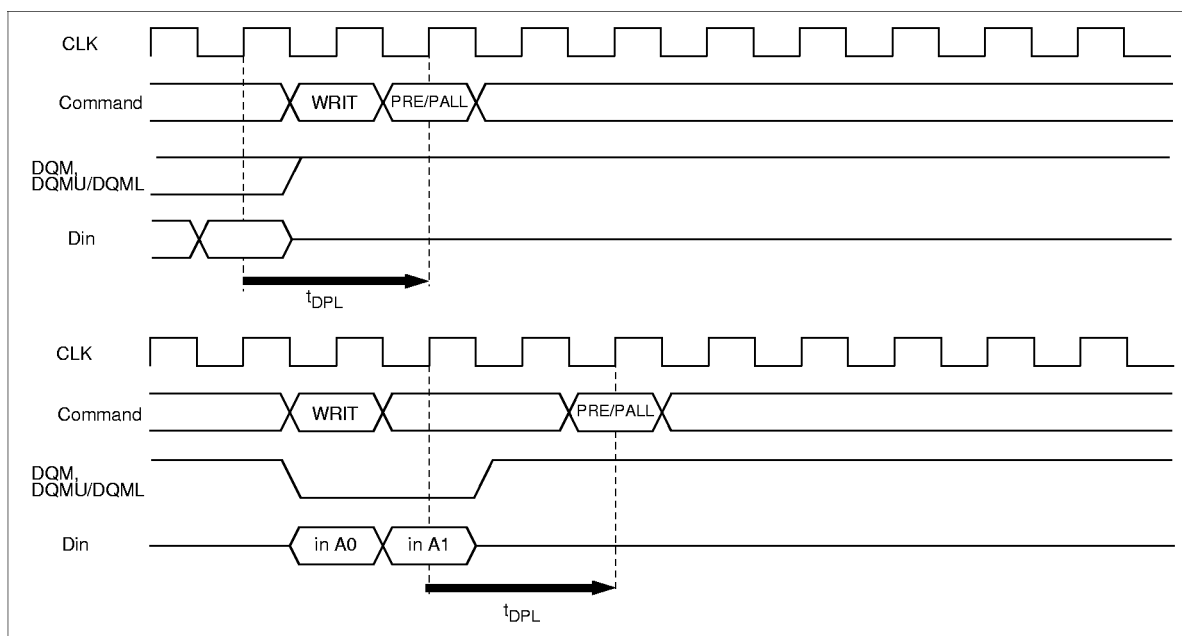 CLK
Command WRIT PRE/PALL
DQM,
DQMU/DQML
Din
tDPL
CLK
Command WRIT PRE/PALL
DQM,
DQMU/DQML
Din in A0 in A1
tDPL